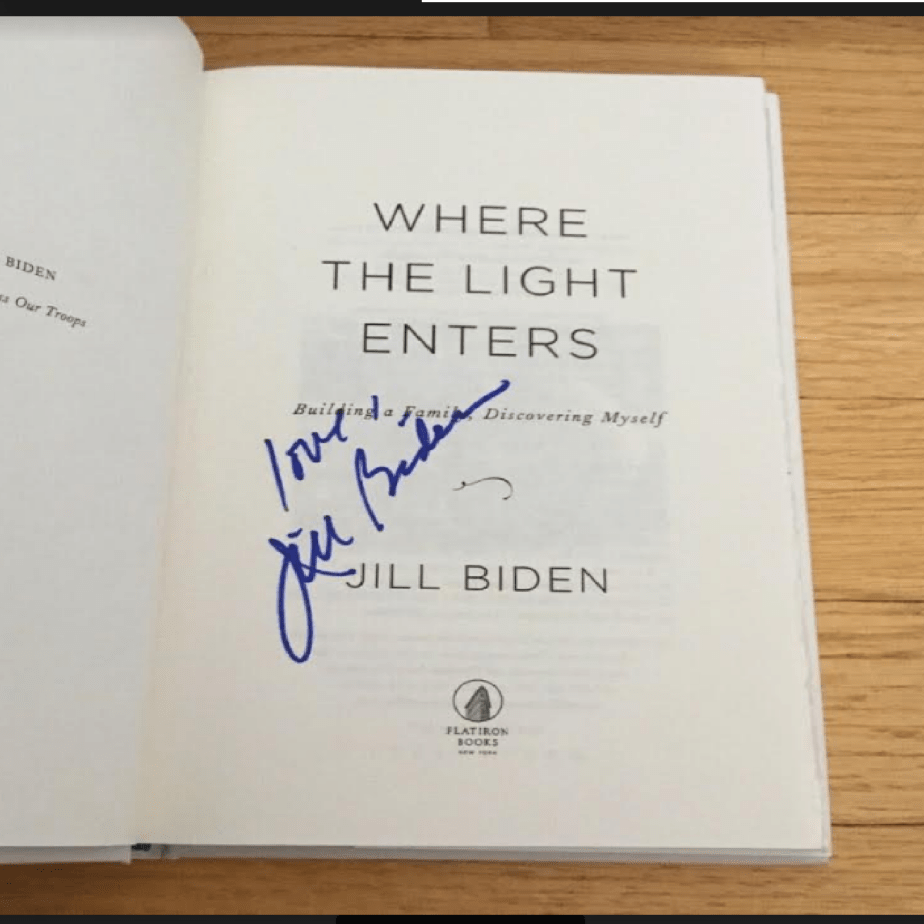 BIDEN
Our Troops
WHERE
THE LIGHT
ENTERS
Building a Family, Discovering Myself
love,
Jill Biden
JILL BIDEN
FLATIRON
BOOKS
NEW YORK